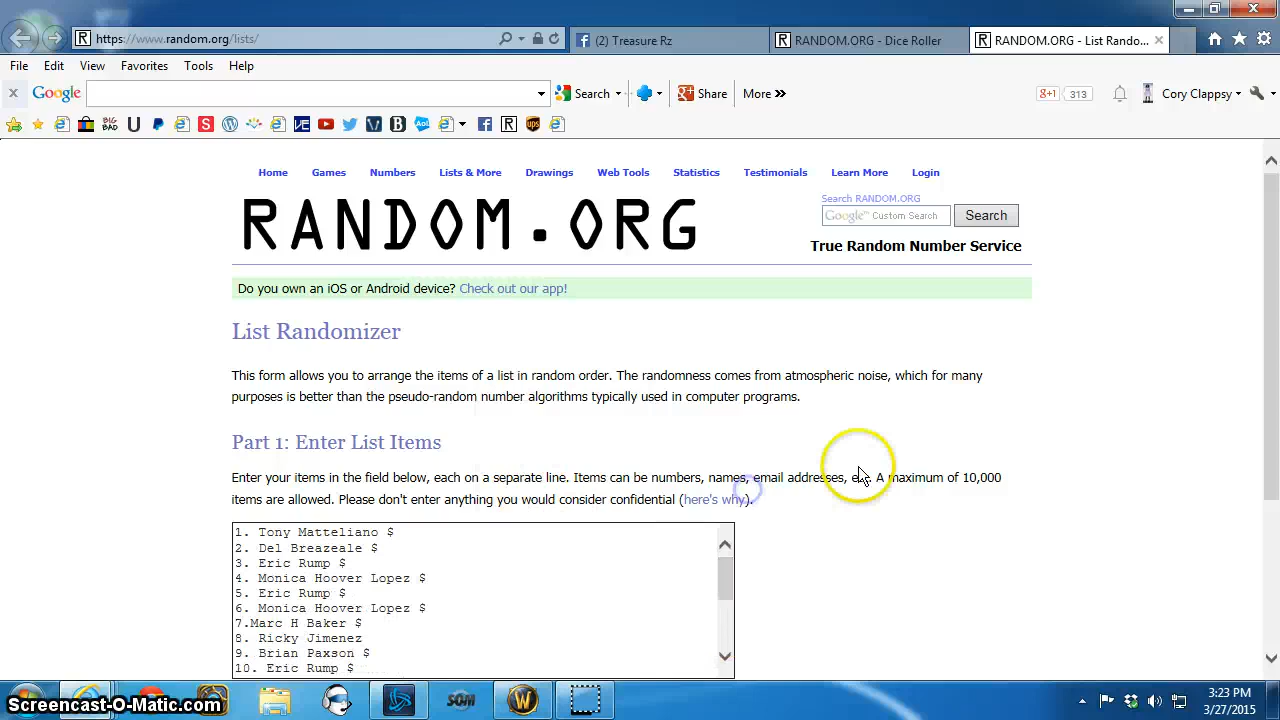 https://www.random.org/lists/
(2) Treasure Rz
RANDOM.ORG - Dice Roller
RANDOM.ORG - List Rando...
File Edit View Favorites Tools Help
Google
Search
Share
More »
g+1 313
Cory Clappsy
BIG BAD
Aol.
ups
Home Games Numbers Lists & More Drawings Web Tools Statistics Testimonials Learn More Login
RANDOM.ORG
Search RANDOM.ORG
Google™ Custom Search
Search
True Random Number Service
Do you own an iOS or Android device? Check out our app!
List Randomizer
This form allows you to arrange the items of a list in random order. The randomness comes from atmospheric noise, which for many
purposes is better than the pseudo-random number algorithms typically used in computer programs.
Part 1: Enter List Items
Enter your items in the field below, each on a separate line. Items can be numbers, names, email addresses, A maximum of 10,000
items are allowed. Please don't enter anything you would consider confidential (here's why).
1. Tony Matteliano $
2. Del Breazeale $
3. Eric Rump $
4. Monica Hoover Lopez $
5. Eric Rump $
6. Monica Hoover Lopez $
7.Marc H Baker $
8. Ricky Jimenez
9. Brian Paxson $
10. Eric Rump $
Screencast-O-Matic.com
SOM
3:23 PM
3/27/2015